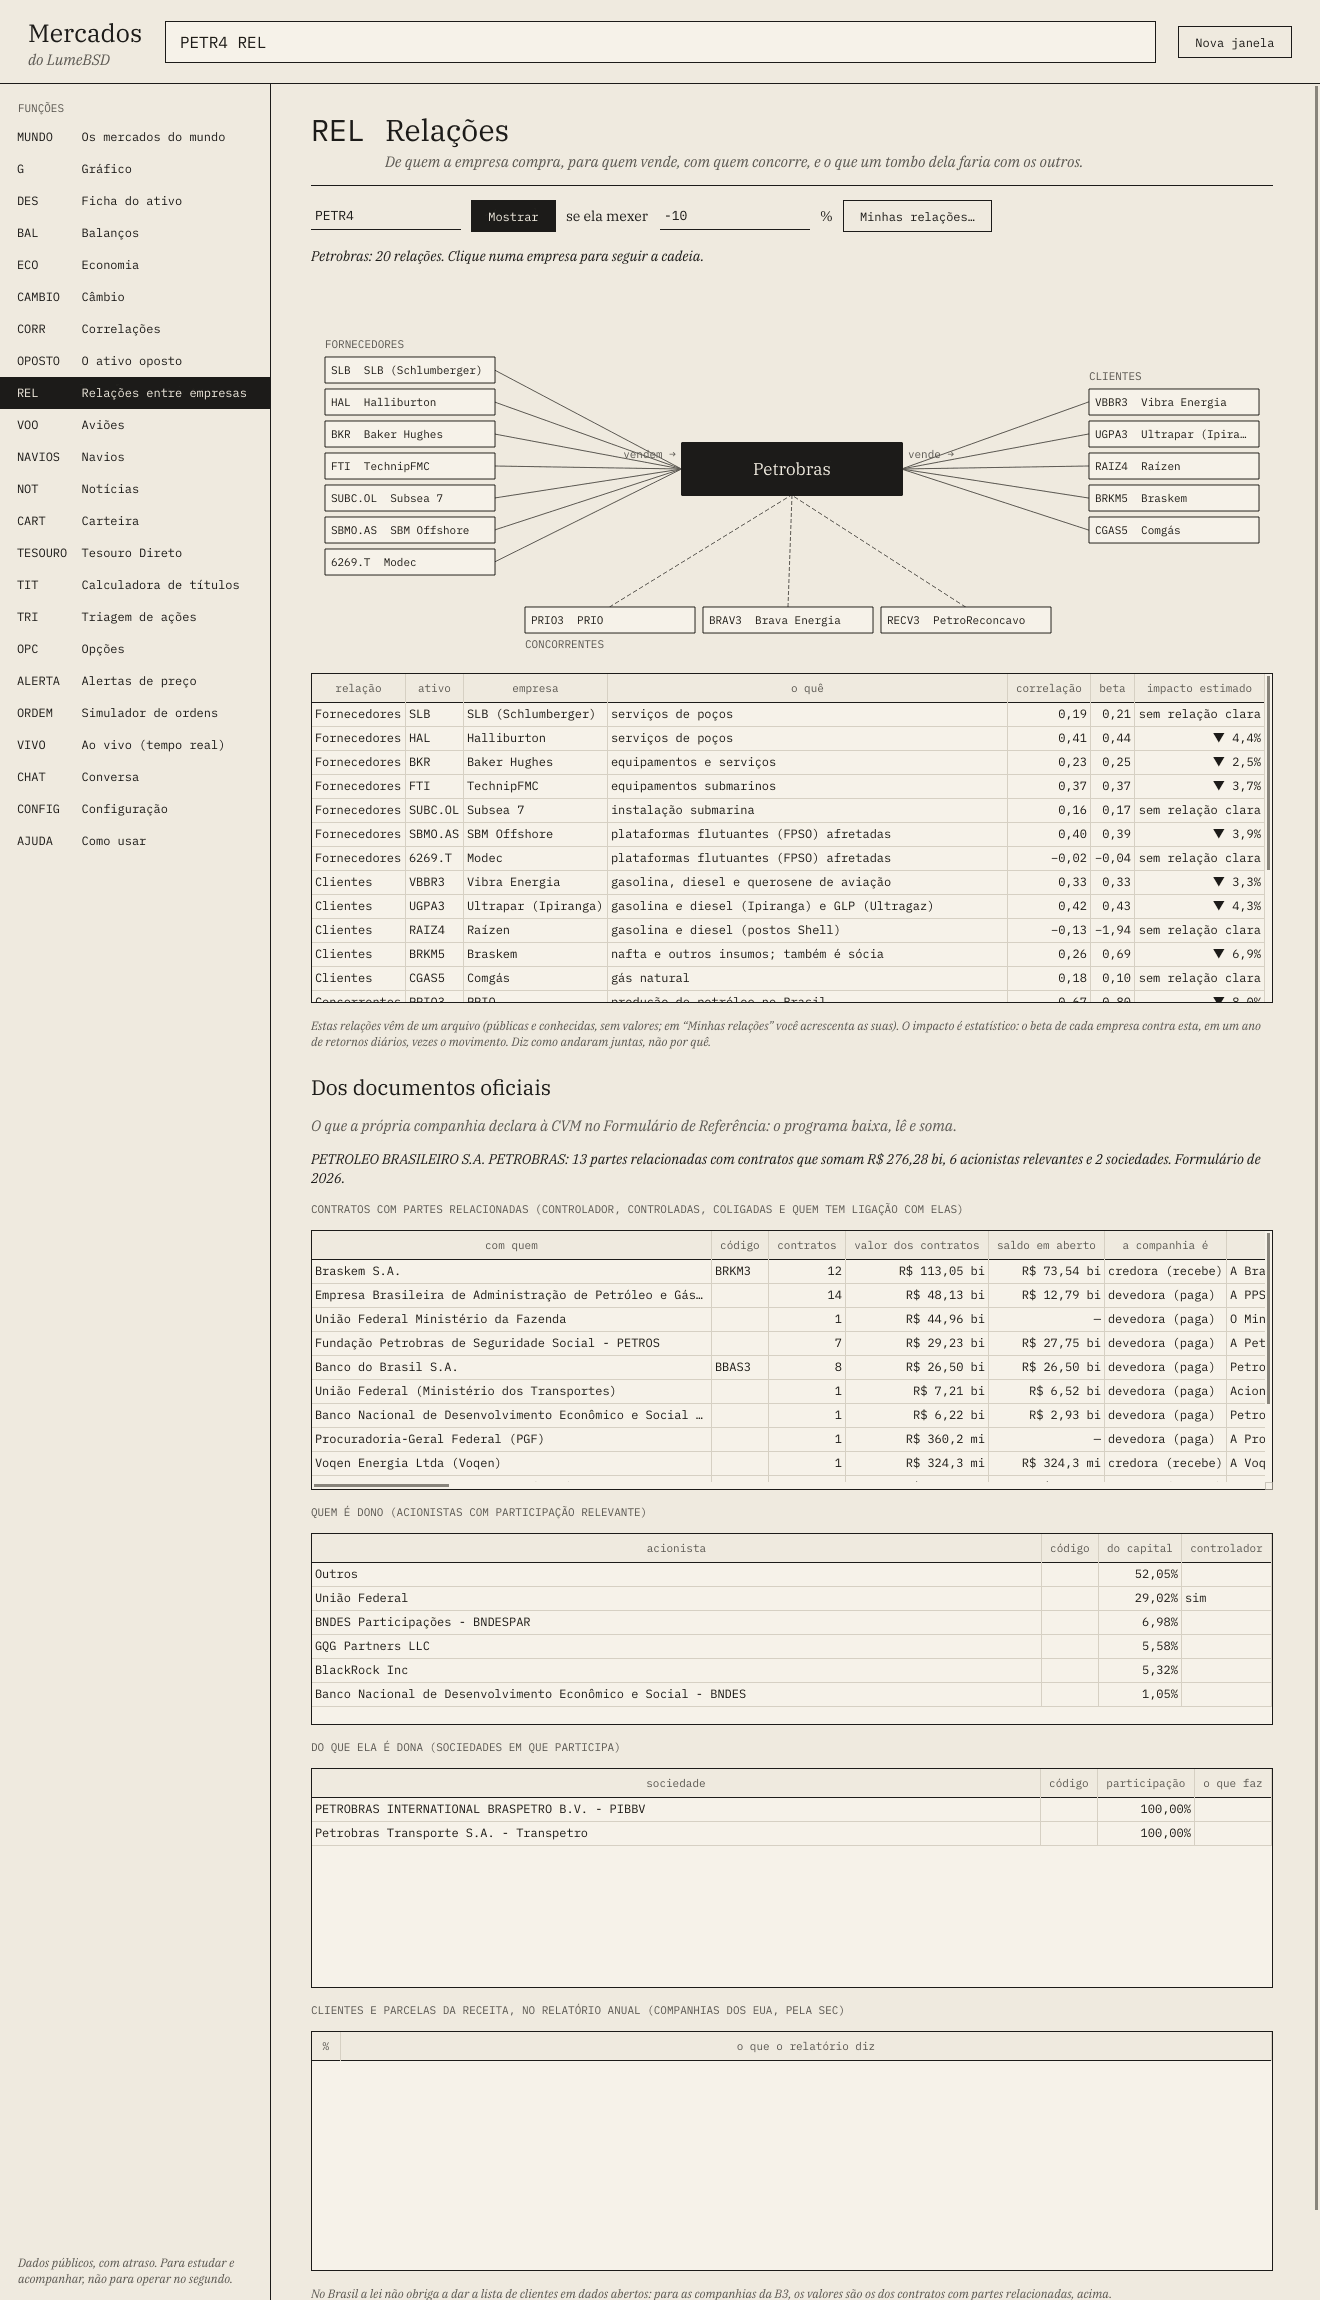 Mercados
do LumeBSD
PETR4 REL
Nova janela
FUNÇÕES
MUNDO Os mercados do mundo
G Gráfico
DES Ficha do ativo
BAL Balanços
ECO Economia
CAMBIO Câmbio
CORR Correlações
OPOSTO O ativo oposto
REL Relações entre empresas
VOO Aviões
NAVIOS Navios
NOT Notícias
CART Carteira
TESOURO Tesouro Direto
TIT Calculadora de títulos
TRI Triagem de ações
OPC Opções
ALERTA Alertas de preço
ORDEM Simulador de ordens
VIVO Ao vivo (tempo real)
CHAT Conversa
CONFIG Configuração
AJUDA Como usar
Dados públicos, com atraso. Para estudar e
acompanhar, não para operar no segundo.
REL Relações
De quem a empresa compra, para quem vende, com quem concorre, e o que um tombo dela faria com os outros.
PETR4 Mostrar se ela mexer -10 % Minhas relações…
Petrobras: 20 relações. Clique numa empresa para seguir a cadeia.
FORNECEDORES
SLB SLB (Schlumberger)
HAL Halliburton
BKR Baker Hughes
FTI TechnipFMC
SUBC.OL Subsea 7
SBMO.AS SBM Offshore
6269.T Modec
vendem →
Petrobras
vende →
CLIENTES
VBBR3 Vibra Energia
UGPA3 Ultrapar (Ipira…
RAIZ4 Raízen
BRKM5 Braskem
CGAS5 Comgás
PRIO3 PRIO
BRAV3 Brava Energia
RECV3 PetroReconcavo
CONCORRENTES
relação ativo empresa o quê correlação beta impacto estimado
Fornecedores SLB SLB (Schlumberger) serviços de poços 0,19 0,21 sem relação clara
Fornecedores HAL Halliburton serviços de poços 0,41 0,44 ▼ 4,4%
Fornecedores BKR Baker Hughes equipamentos e serviços 0,23 0,25 ▼ 2,5%
Fornecedores FTI TechnipFMC equipamentos submarinos 0,37 0,37 ▼ 3,7%
Fornecedores SUBC.OL Subsea 7 instalação submarina 0,16 0,17 sem relação clara
Fornecedores SBMO.AS SBM Offshore plataformas flutuantes (FPSO) afretadas 0,40 0,39 ▼ 3,9%
Fornecedores 6269.T Modec plataformas flutuantes (FPSO) afretadas −0,02 −0,04 sem relação clara
Clientes VBBR3 Vibra Energia gasolina, diesel e querosene de aviação 0,33 0,33 ▼ 3,3%
Clientes UGPA3 Ultrapar (Ipiranga) gasolina e diesel (Ipiranga) e GLP (Ultragaz) 0,42 0,43 ▼ 4,3%
Clientes RAIZ4 Raízen gasolina e diesel (postos Shell) −0,13 −1,94 sem relação clara
Clientes BRKM5 Braskem nafta e outros insumos; também é sócia 0,26 0,69 ▼ 6,9%
Clientes CGAS5 Comgás gás natural 0,18 0,10 sem relação clara
Concorrentes PRIO3 PRIO produção de petróleo no Brasil 0,67 0,80 ▼ 8,0%
Estas relações vêm de um arquivo (públicas e conhecidas, sem valores; em “Minhas relações” você acrescenta as suas). O impacto é estatístico: o beta de cada empresa contra esta, em um ano
de retornos diários, vezes o movimento. Diz como andaram juntas, não por quê.
Dos documentos oficiais
O que a própria companhia declara à CVM no Formulário de Referência: o programa baixa, lê e soma.
PETROLEO BRASILEIRO S.A. PETROBRAS: 13 partes relacionadas com contratos que somam R$ 276,28 bi, 6 acionistas relevantes e 2 sociedades. Formulário de
2026.
CONTRATOS COM PARTES RELACIONADAS (CONTROLADOR, CONTROLADAS, COLIGADAS E QUEM TEM LIGAÇÃO COM ELAS)
com quem código contratos valor dos contratos saldo em aberto a companhia é
Braskem S.A. BRKM3 12 R$ 113,05 bi R$ 73,54 bi credora (recebe) A Bra
Empresa Brasileira de Administração de Petróleo e Gás… 14 R$ 48,13 bi R$ 12,79 bi devedora (paga) A PPS
União Federal Ministério da Fazenda 1 R$ 44,96 bi — devedora (paga) O Min
Fundação Petrobras de Seguridade Social - PETROS 7 R$ 29,23 bi R$ 27,75 bi devedora (paga) A Pet
Banco do Brasil S.A. BBAS3 8 R$ 26,50 bi R$ 26,50 bi devedora (paga) Petro
União Federal (Ministério dos Transportes) 1 R$ 7,21 bi R$ 6,52 bi devedora (paga) Acion
Banco Nacional de Desenvolvimento Econômico e Social … 1 R$ 6,22 bi R$ 2,93 bi devedora (paga) Petro
Procuradoria-Geral Federal (PGF) 1 R$ 360,2 mi — devedora (paga) A Pro
Voqen Energia Ltda (Voqen) 1 R$ 324,3 mi R$ 324,3 mi credora (recebe) A Voq
QUEM É DONO (ACIONISTAS COM PARTICIPAÇÃO RELEVANTE)
acionista código do capital controlador
Outros 52,05%
União Federal 29,02% sim
BNDES Participações - BNDESPAR 6,98%
GQG Partners LLC 5,58%
BlackRock Inc 5,32%
Banco Nacional de Desenvolvimento Econômico e Social - BNDES 1,05%
DO QUE ELA É DONA (SOCIEDADES EM QUE PARTICIPA)
sociedade código participação o que faz
PETROBRAS INTERNATIONAL BRASPETRO B.V. - PIBBV 100,00%
Petrobras Transporte S.A. - Transpetro 100,00%
CLIENTES E PARCELAS DA RECEITA, NO RELATÓRIO ANUAL (COMPANHIAS DOS EUA, PELA SEC)
% o que o relatório diz
No Brasil a lei não obriga a dar a lista de clientes em dados abertos: para as companhias da B3, os valores são os dos contratos com partes relacionadas, acima.